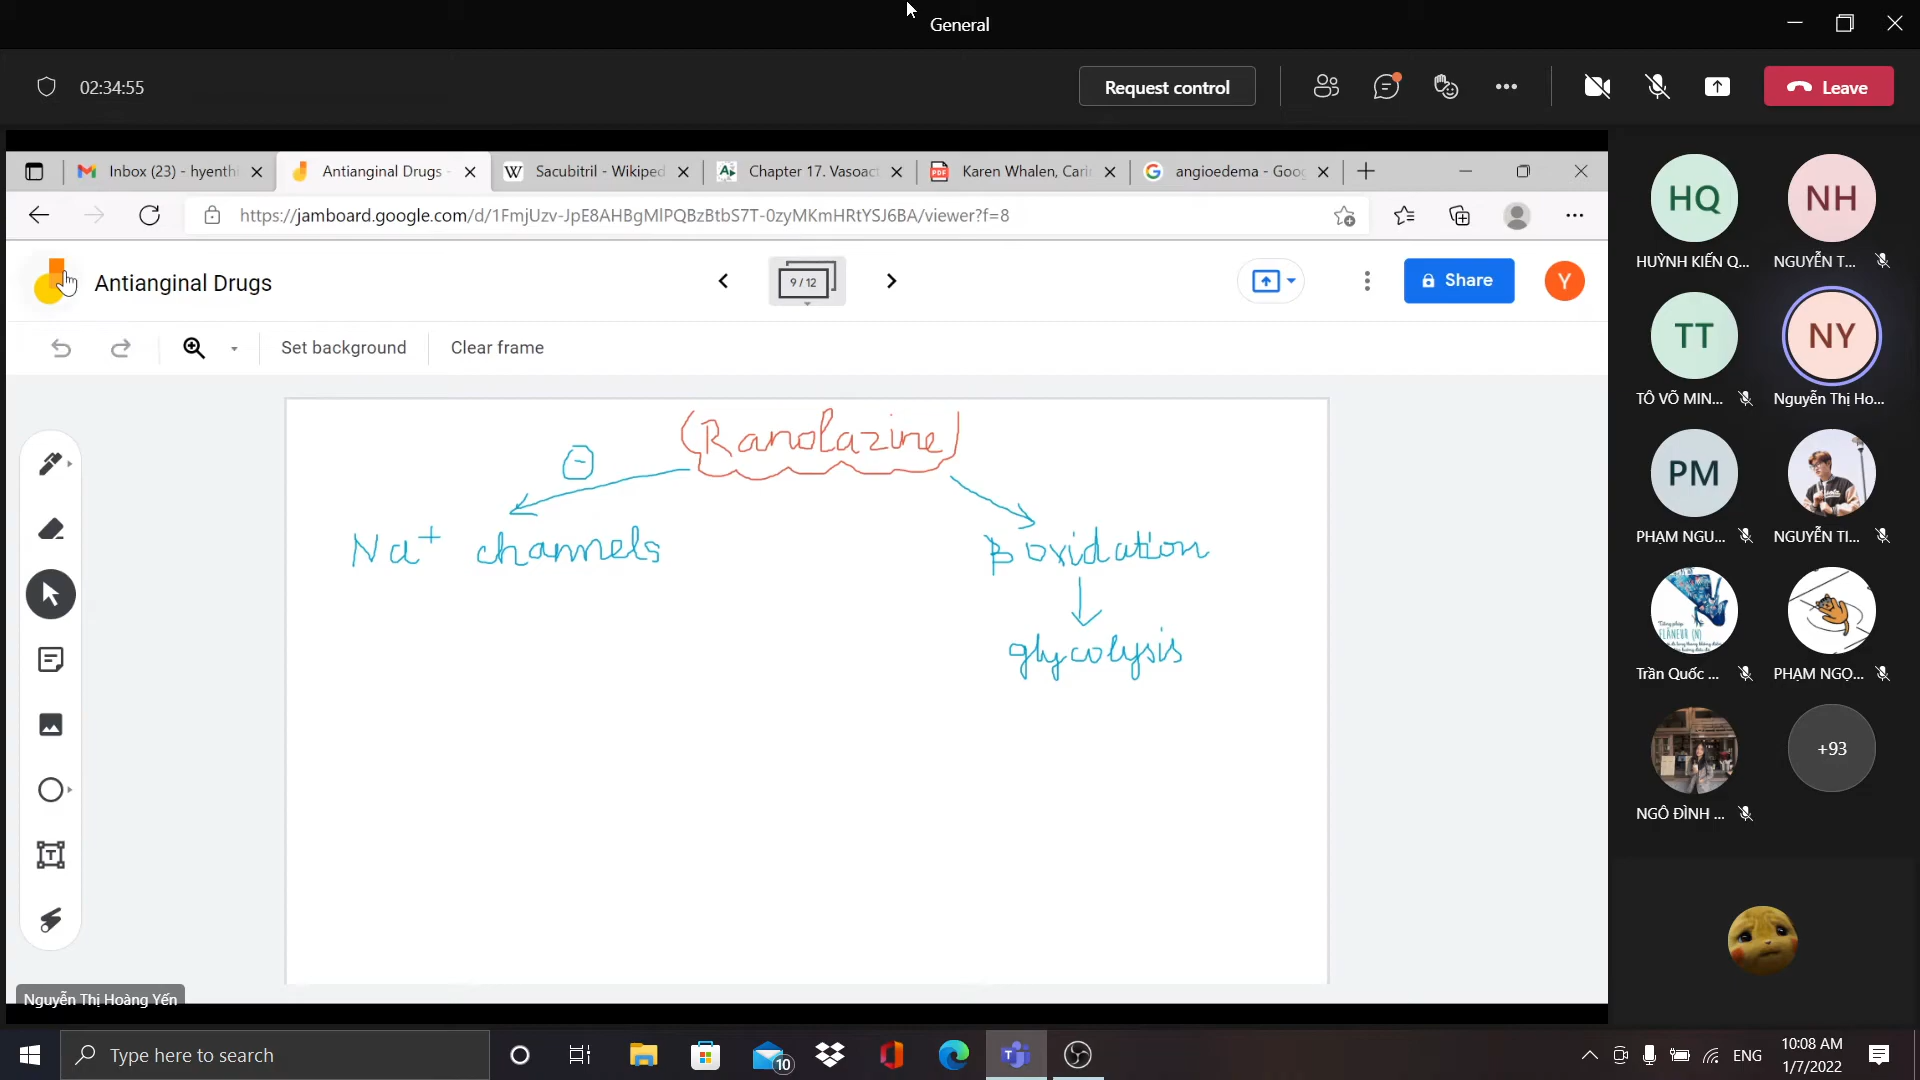 General
02:34:55
Request control
Leave
Inbox (23) - hyenth
Antianginal Drugs -
Sacubitril - Wikiped
Chapter 17. Vasoact
Karen Whalen, Cari
angioedema - Goog
https://jamboard.google.com/d/1FmjUzv-JpE8AHBgMlPQBzBtbS7T-0zyMKmHRtYSJ6BA/viewer?f=8
Antianginal Drugs
9 / 12
Share
Y
Set background
Clear frame
(Ranolazine)
⊖
Na+ channels
β oxidation
glycolysis
Nguyễn Thị Hoàng Yến
HQ
NH
HUỲNH KIẾN Q...
NGUYỄN T...
TT
NY
TÔ VÕ MIN...
Nguyễn Thị Ho...
PM
PHẠM NGU...
NGUYỄN TI...
FLÂNEUR (N)
Trần Quốc ...
PHẠM NGỌ...
+93
NGÔ ĐÌNH ...
Type here to search
10
ENG
10:08 AM
1/7/2022